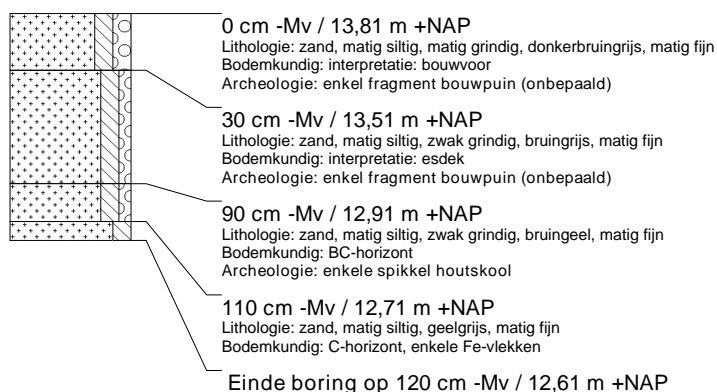 0 cm -Mv / 13,81 m +NAP
Lithologie: zand, matig siltig, matig grindig, donkerbruingrijs, matig fijn
Bodemkundig: interpretatie: bouwvoor
Archeologie: enkel fragment bouwpuin (onbepaald)
30 cm -Mv / 13,51 m +NAP
Lithologie: zand, matig siltig, zwak grindig, bruingrijs, matig fijn
Bodemkundig: interpretatie: esdek
Archeologie: enkel fragment bouwpuin (onbepaald)
90 cm -Mv / 12,91 m +NAP
Lithologie: zand, matig siltig, zwak grindig, bruingeel, matig fijn
Bodemkundig: BC-horizont
Archeologie: enkele spikkel houtskool
110 cm -Mv / 12,71 m +NAP
Lithologie: zand, matig siltig, geelgrijs, matig fijn
Bodemkundig: C-horizont, enkele Fe-vlekken
Einde boring op 120 cm -Mv / 12,61 m +NAP